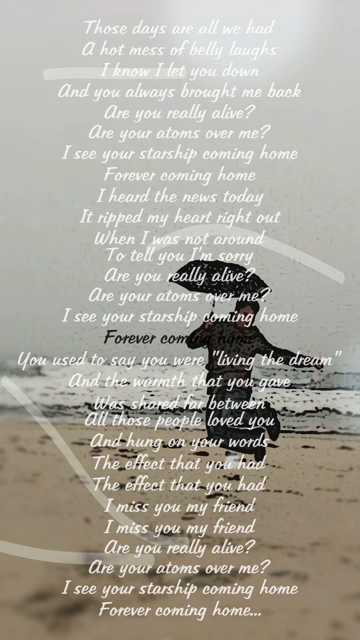 Those days are all we had
A hot mess of belly laughs
I know I let you down
And you always brought me back
Are you really alive?
Are your atoms over me?
I see your starship coming home
Forever coming home
I heard the news today
It ripped my heart right out
When I was not around
To tell you I'm sorry
Are you really alive?
Are your atoms over me?
I see your starship coming home
Forever coming home
You used to say you were "living the dream"
And the warmth that you gave
Was shared far between
All those people loved you
And hung on your words
The effect that you had
The effect that you had
I miss you my friend
I miss you my friend
Are you really alive?
Are your atoms over me?
I see your starship coming home
Forever coming home...